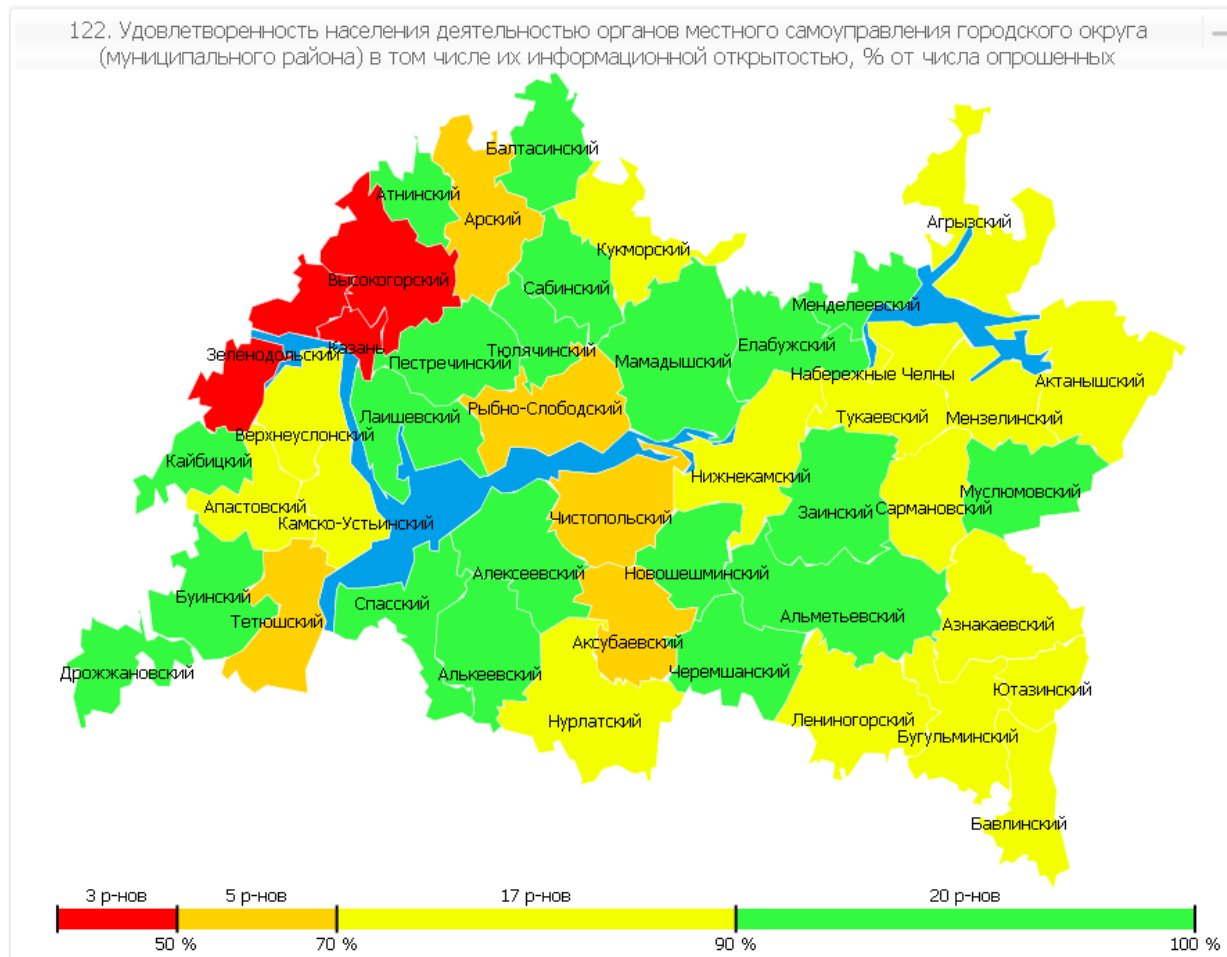 122. Удовлетворенность населения деятельностью органов местного самоуправления городского округа
(муниципального района) в том числе их информационной открытостью, % от числа опрошенных
Балтасинский
Атнинский
Арский
Агрызский
Кукморский
Высокогорский
Сабинский
Менделеевский
Казань
Зеленодольский
Тюлячинский
Елабужский
Пестречинский
Мамадышский
Набережные Челны
Актанышский
Рыбно-Слободский
Лаишевский
Тукаевский
Мензелинский
Верхнеуслонский
Кайбицкий
Нижнекамский
Муслюмовский
Апастовский
Сармановский
Заинский
Чистопольский
Камско-Устьинский
Алексеевский
Новошешминский
Буинский
Спасский
Альметьевский
Тетюшский
Азнакаевский
Аксубаевский
Дрожжановский
Алькеевский
Черемшанский
Ютазинский
Нурлатский
Лениногорский
Бугульминский
Бавлинский
3 р-нов 5 р-нов 17 р-нов 20 р-нов
50 % 70 % 90 % 100 %